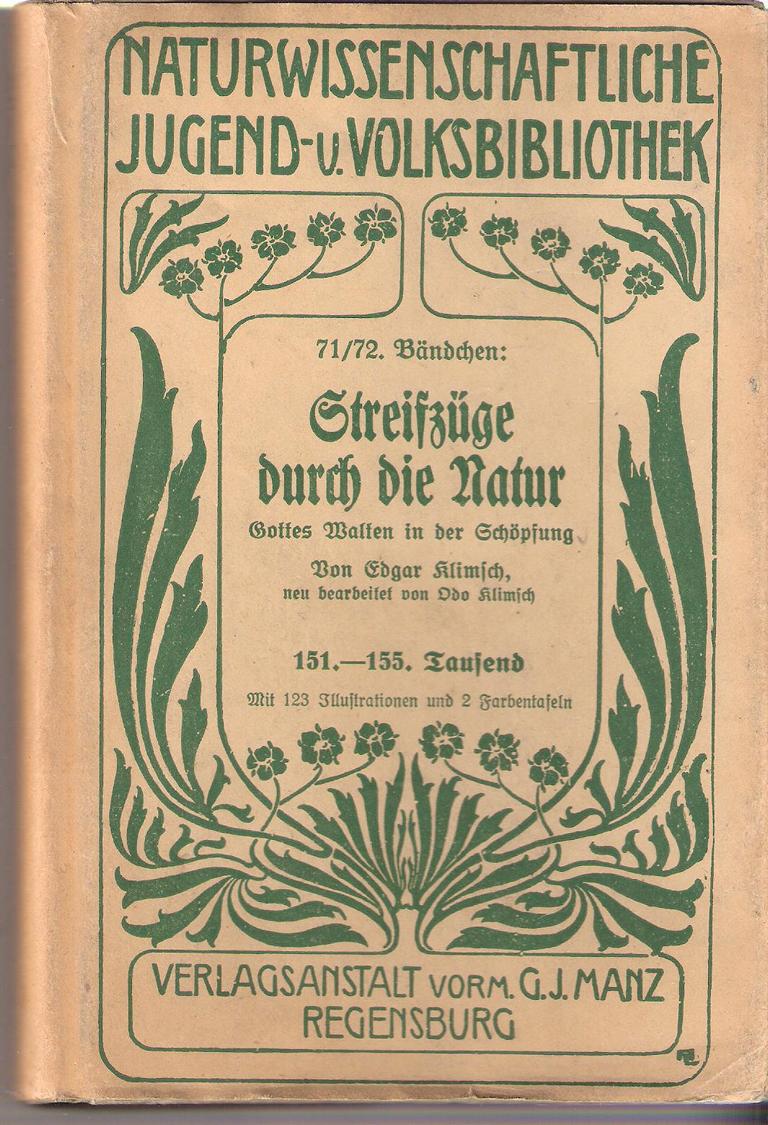 NATURWISSENSCHAFTLICHE
JUGEND- u. VOLKSBIBLIOTHEK
71/72. Bändchen:
Streifzüge
durch die Natur
Gottes Walten in der Schöpfung
Von Edgar Klimsch,
neu bearbeitet von Odo Klimsch
151.—155. Tausend
Mit 123 Illustrationen und 2 Farbentafeln
VERLAGSANSTALT VORM. G. J. MANZ
REGENSBURG